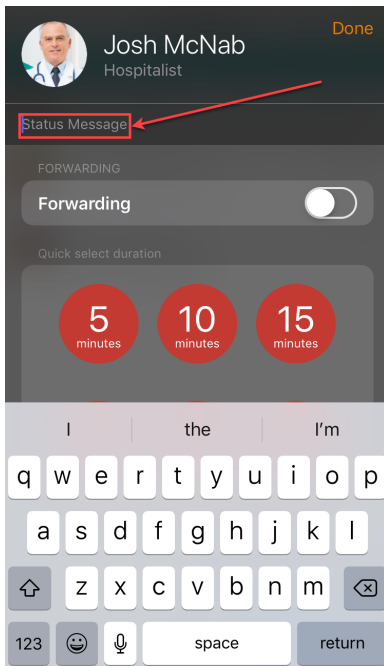 Done
Josh McNab
Hospitalist
Status Message
FORWARDING
Forwarding
Quick select duration
5 10 15
minutes minutes minutes
I the I'm
q w e r t y u i o p
a s d f g h j k l
z x c v b n m
123 space return